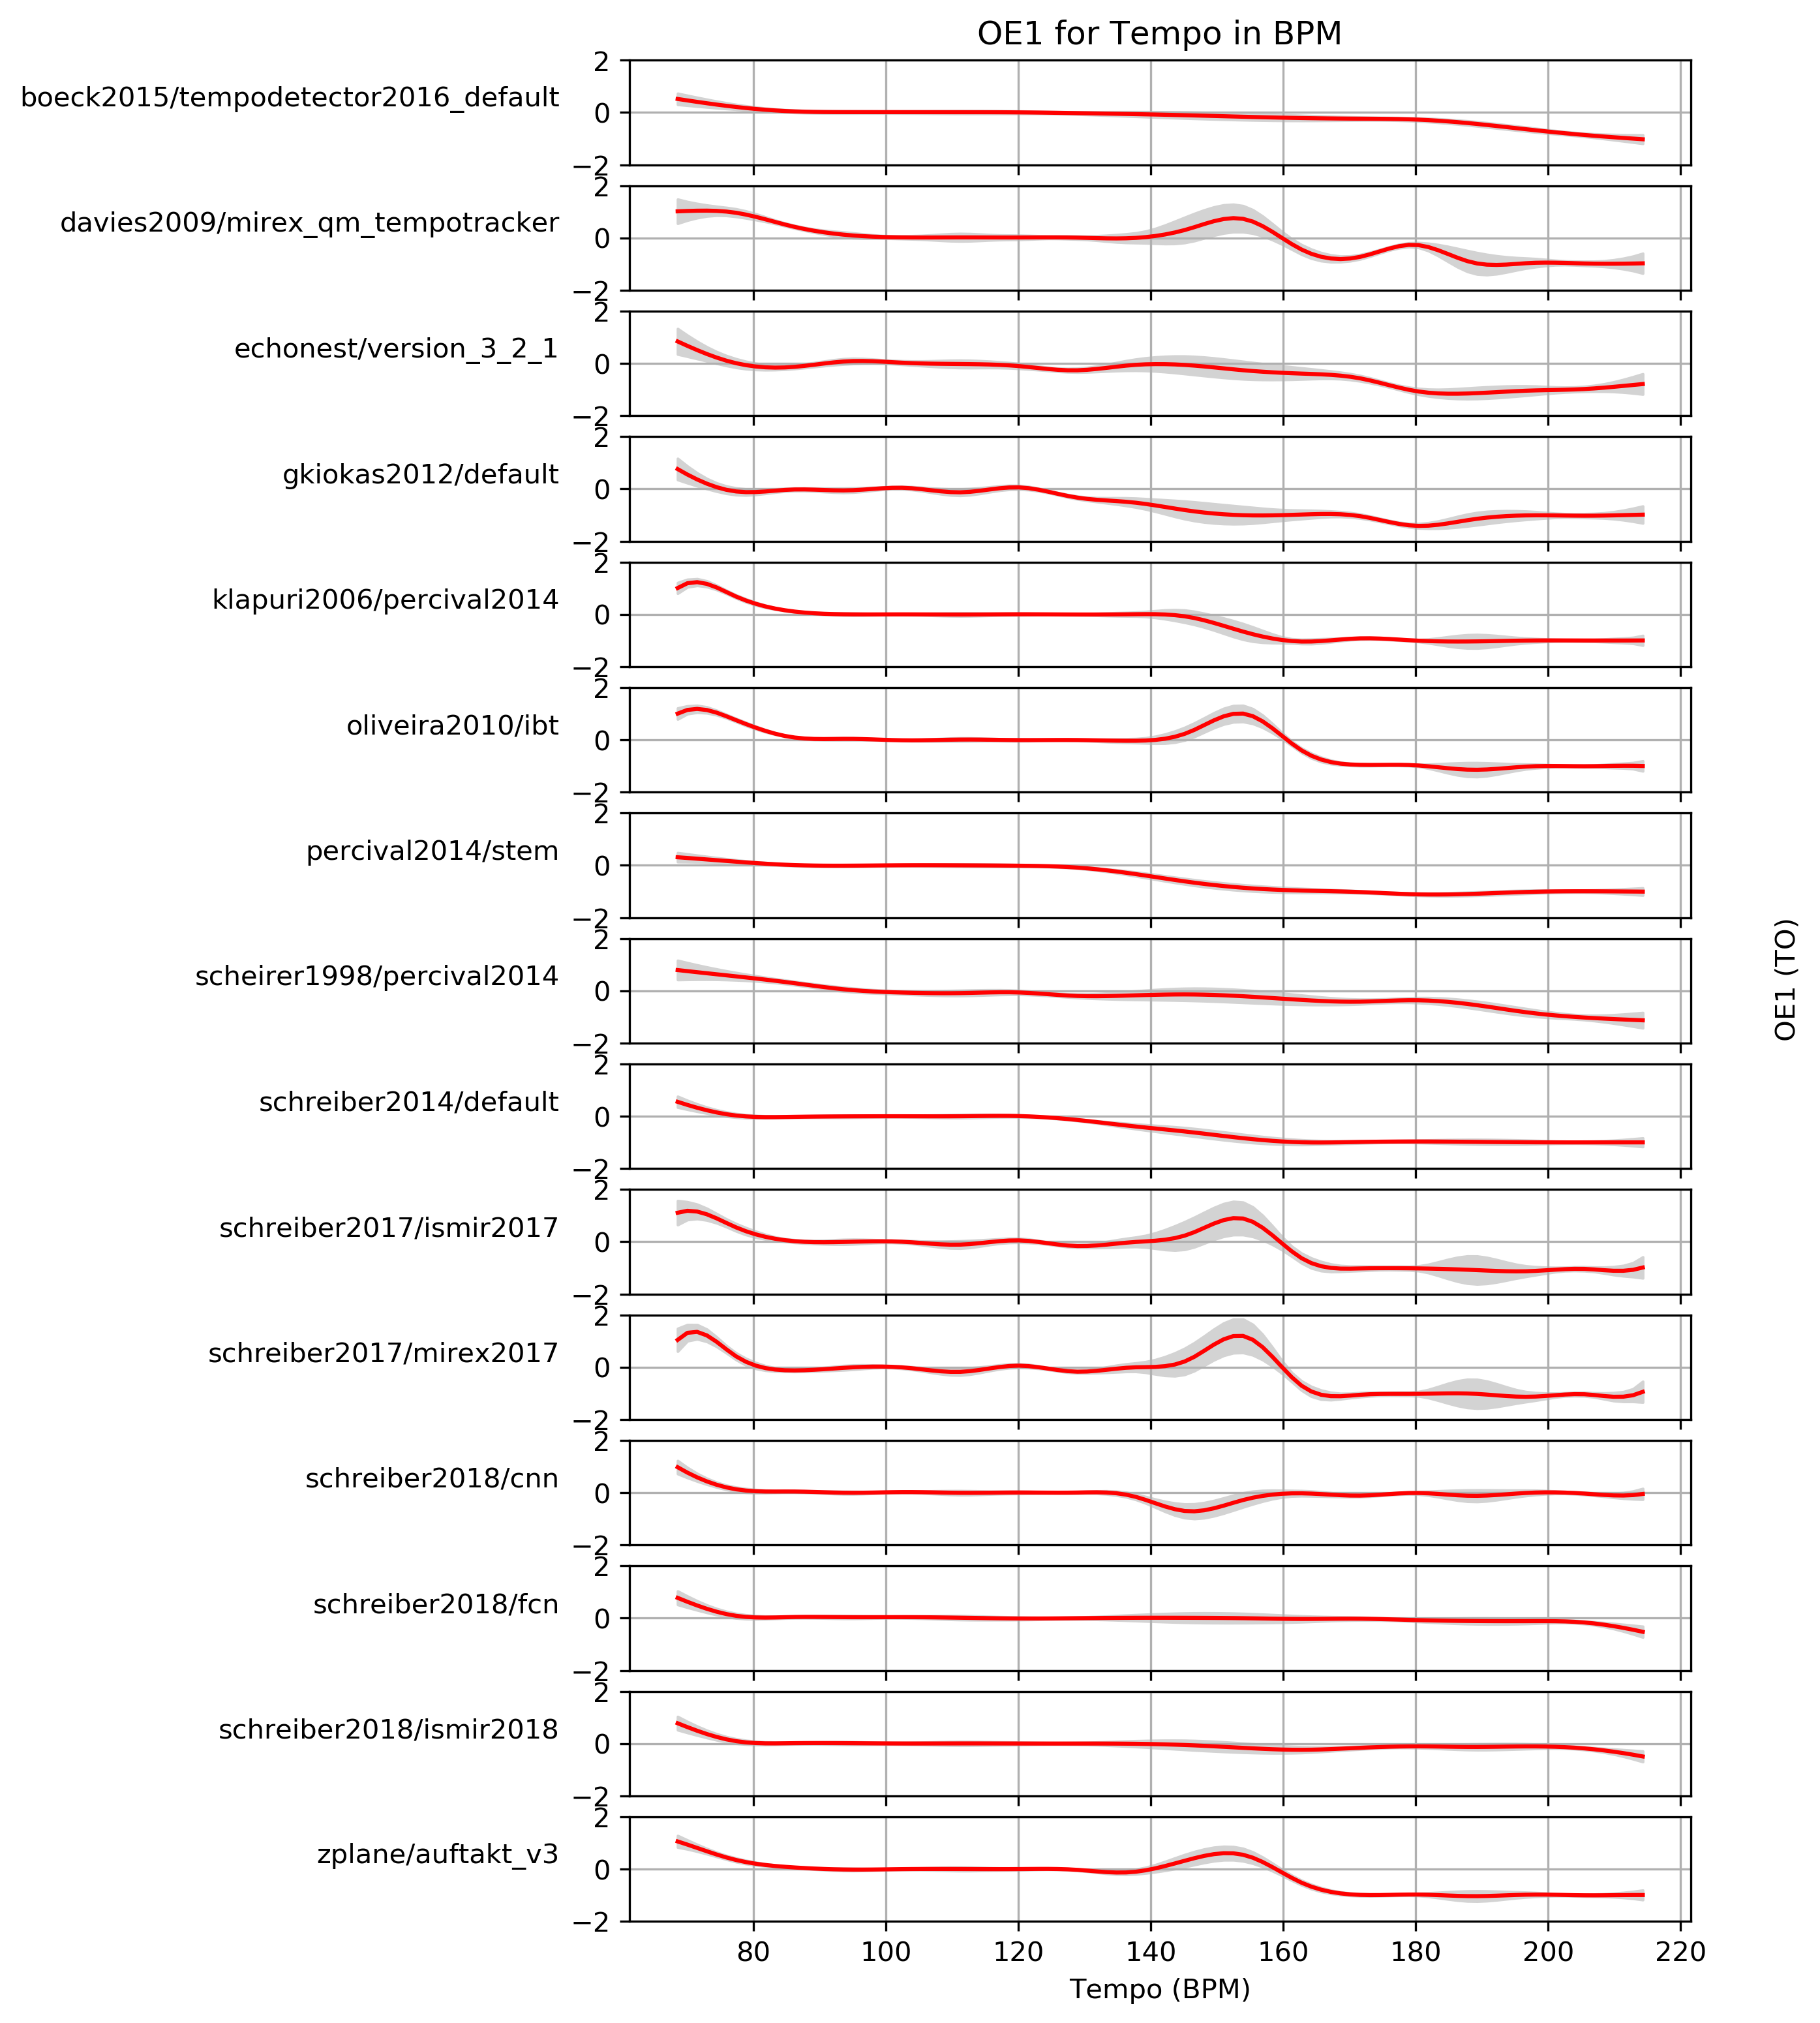 OE1 for Tempo in BPM
boeck2015/tempodetector2016_default
2
0
−2
davies2009/mirex_qm_tempotracker
2
0
−2
echonest/version_3_2_1
2
0
−2
gkiokas2012/default
2
0
−2
klapuri2006/percival2014
2
0
−2
oliveira2010/ibt
2
0
−2
percival2014/stem
2
0
−2
scheirer1998/percival2014
2
0
−2
schreiber2014/default
2
0
−2
schreiber2017/ismir2017
2
0
−2
schreiber2017/mirex2017
2
0
−2
schreiber2018/cnn
2
0
−2
schreiber2018/fcn
2
0
−2
schreiber2018/ismir2018
2
0
−2
zplane/auftakt_v3
2
0
−2
80 100 120 140 160 180 200 220
Tempo (BPM)
OE1 (TO)